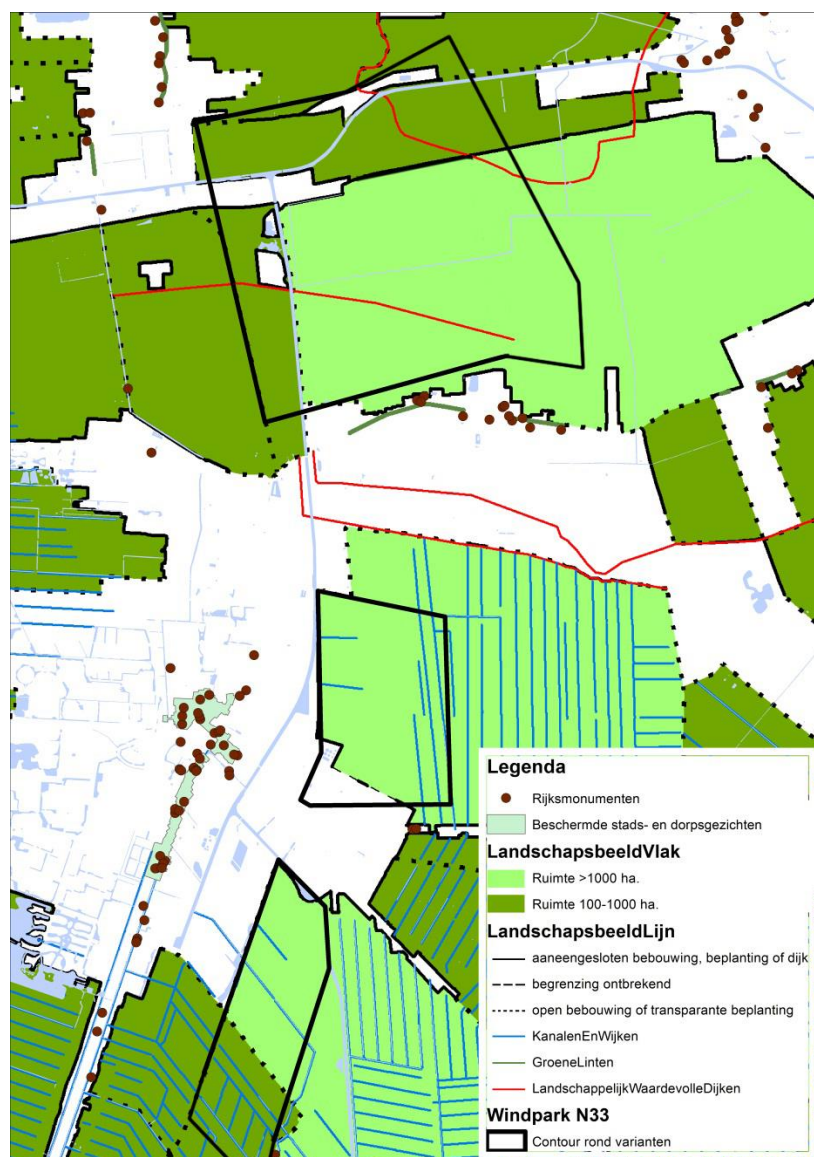 Legenda
Rijksmonumenten
Beschermde stads- en dorpsgezichten
LandschapsbeeldVlak
Ruimte >1000 ha.
Ruimte 100-1000 ha.
LandschapsbeeldLijn
aaneengesloten bebouwing, beplanting of dijk
begrenzing ontbrekend
open bebouwing of transparante beplanting
KanalenEnWijken
GroeneLinten
LandschappelijkWaardevolleDijken
Windpark N33
Contour rond varianten